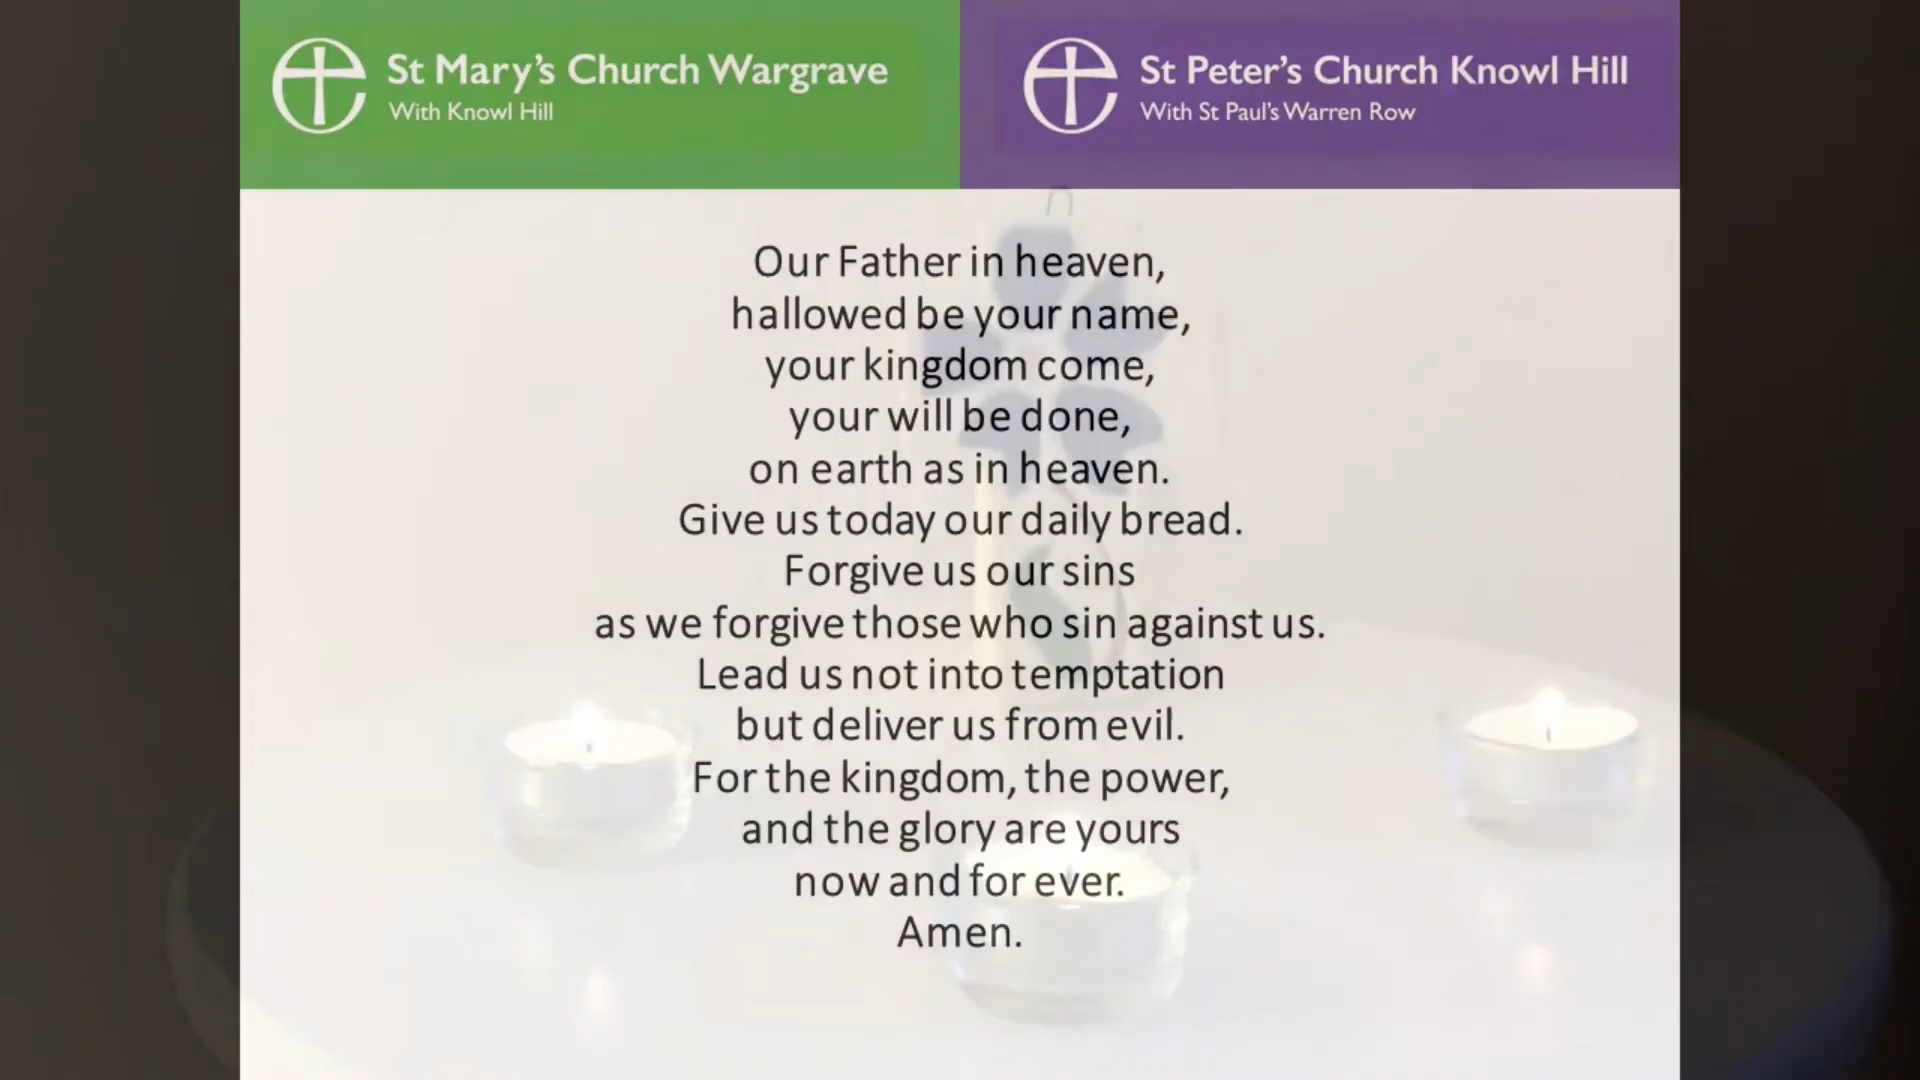 St Mary's Church Wargrave
With Knowl Hill
St Peter's Church Knowl Hill
With St Paul's Warren Row
Our Father in heaven,
hallowed be your name,
your kingdom come,
your will be done,
on earth as in heaven.
Give us today our daily bread.
Forgive us our sins
as we forgive those who sin against us.
Lead us not into temptation
but deliver us from evil.
For the kingdom, the power,
and the glory are yours
now and for ever.
Amen.